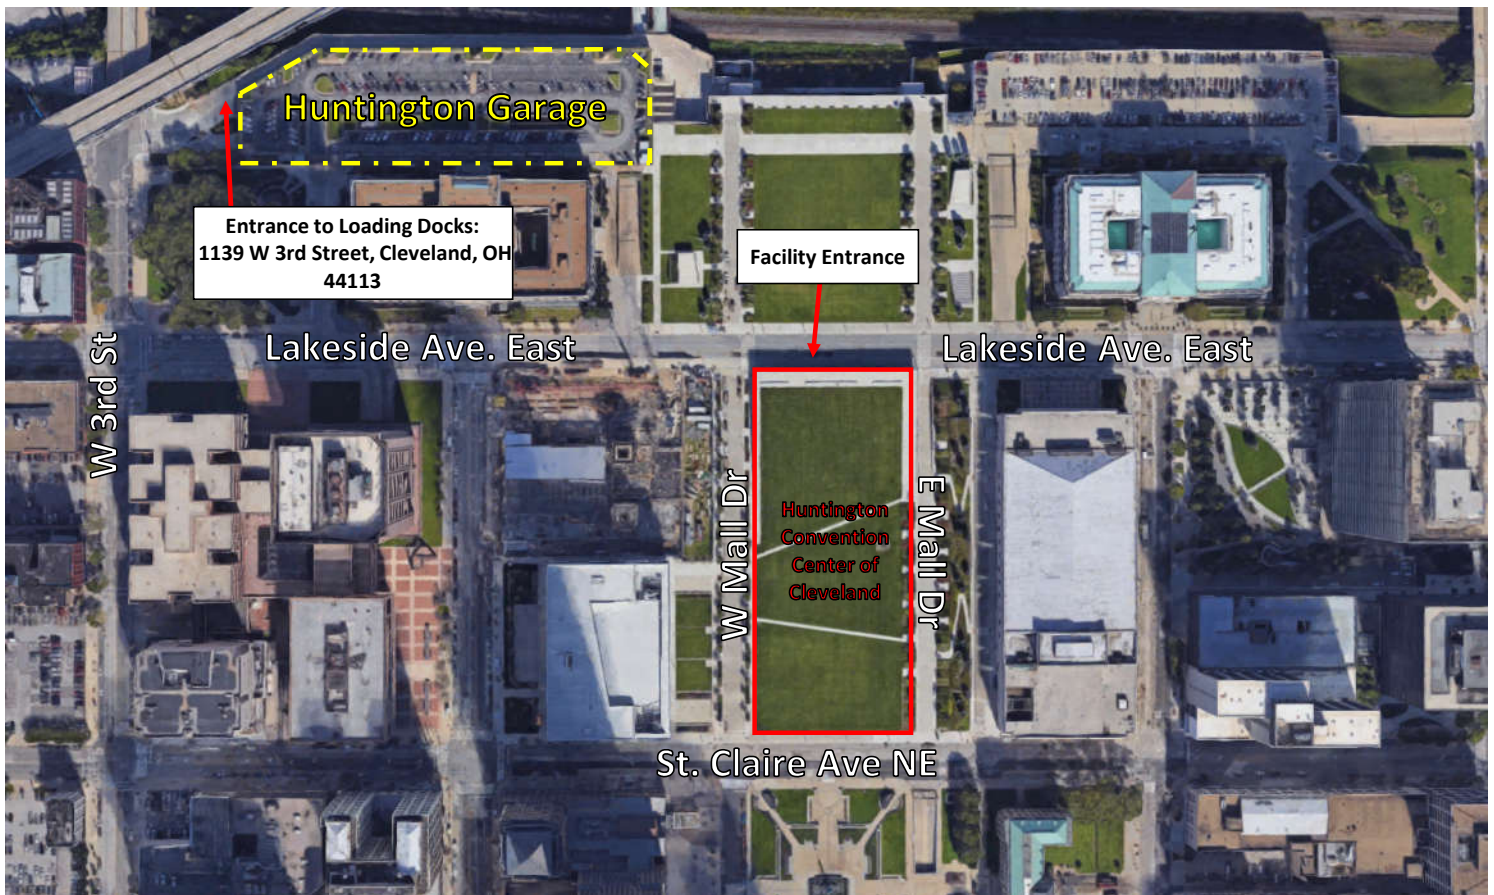 Huntington Garage
Entrance to Loading Docks:
1139 W 3rd Street, Cleveland, OH
44113
Facility Entrance
Lakeside Ave. East
Lakeside Ave. East
W 3rd St
W Mall Dr
Huntington
Convention
Center of
Cleveland
E Mall Dr
St. Claire Ave NE